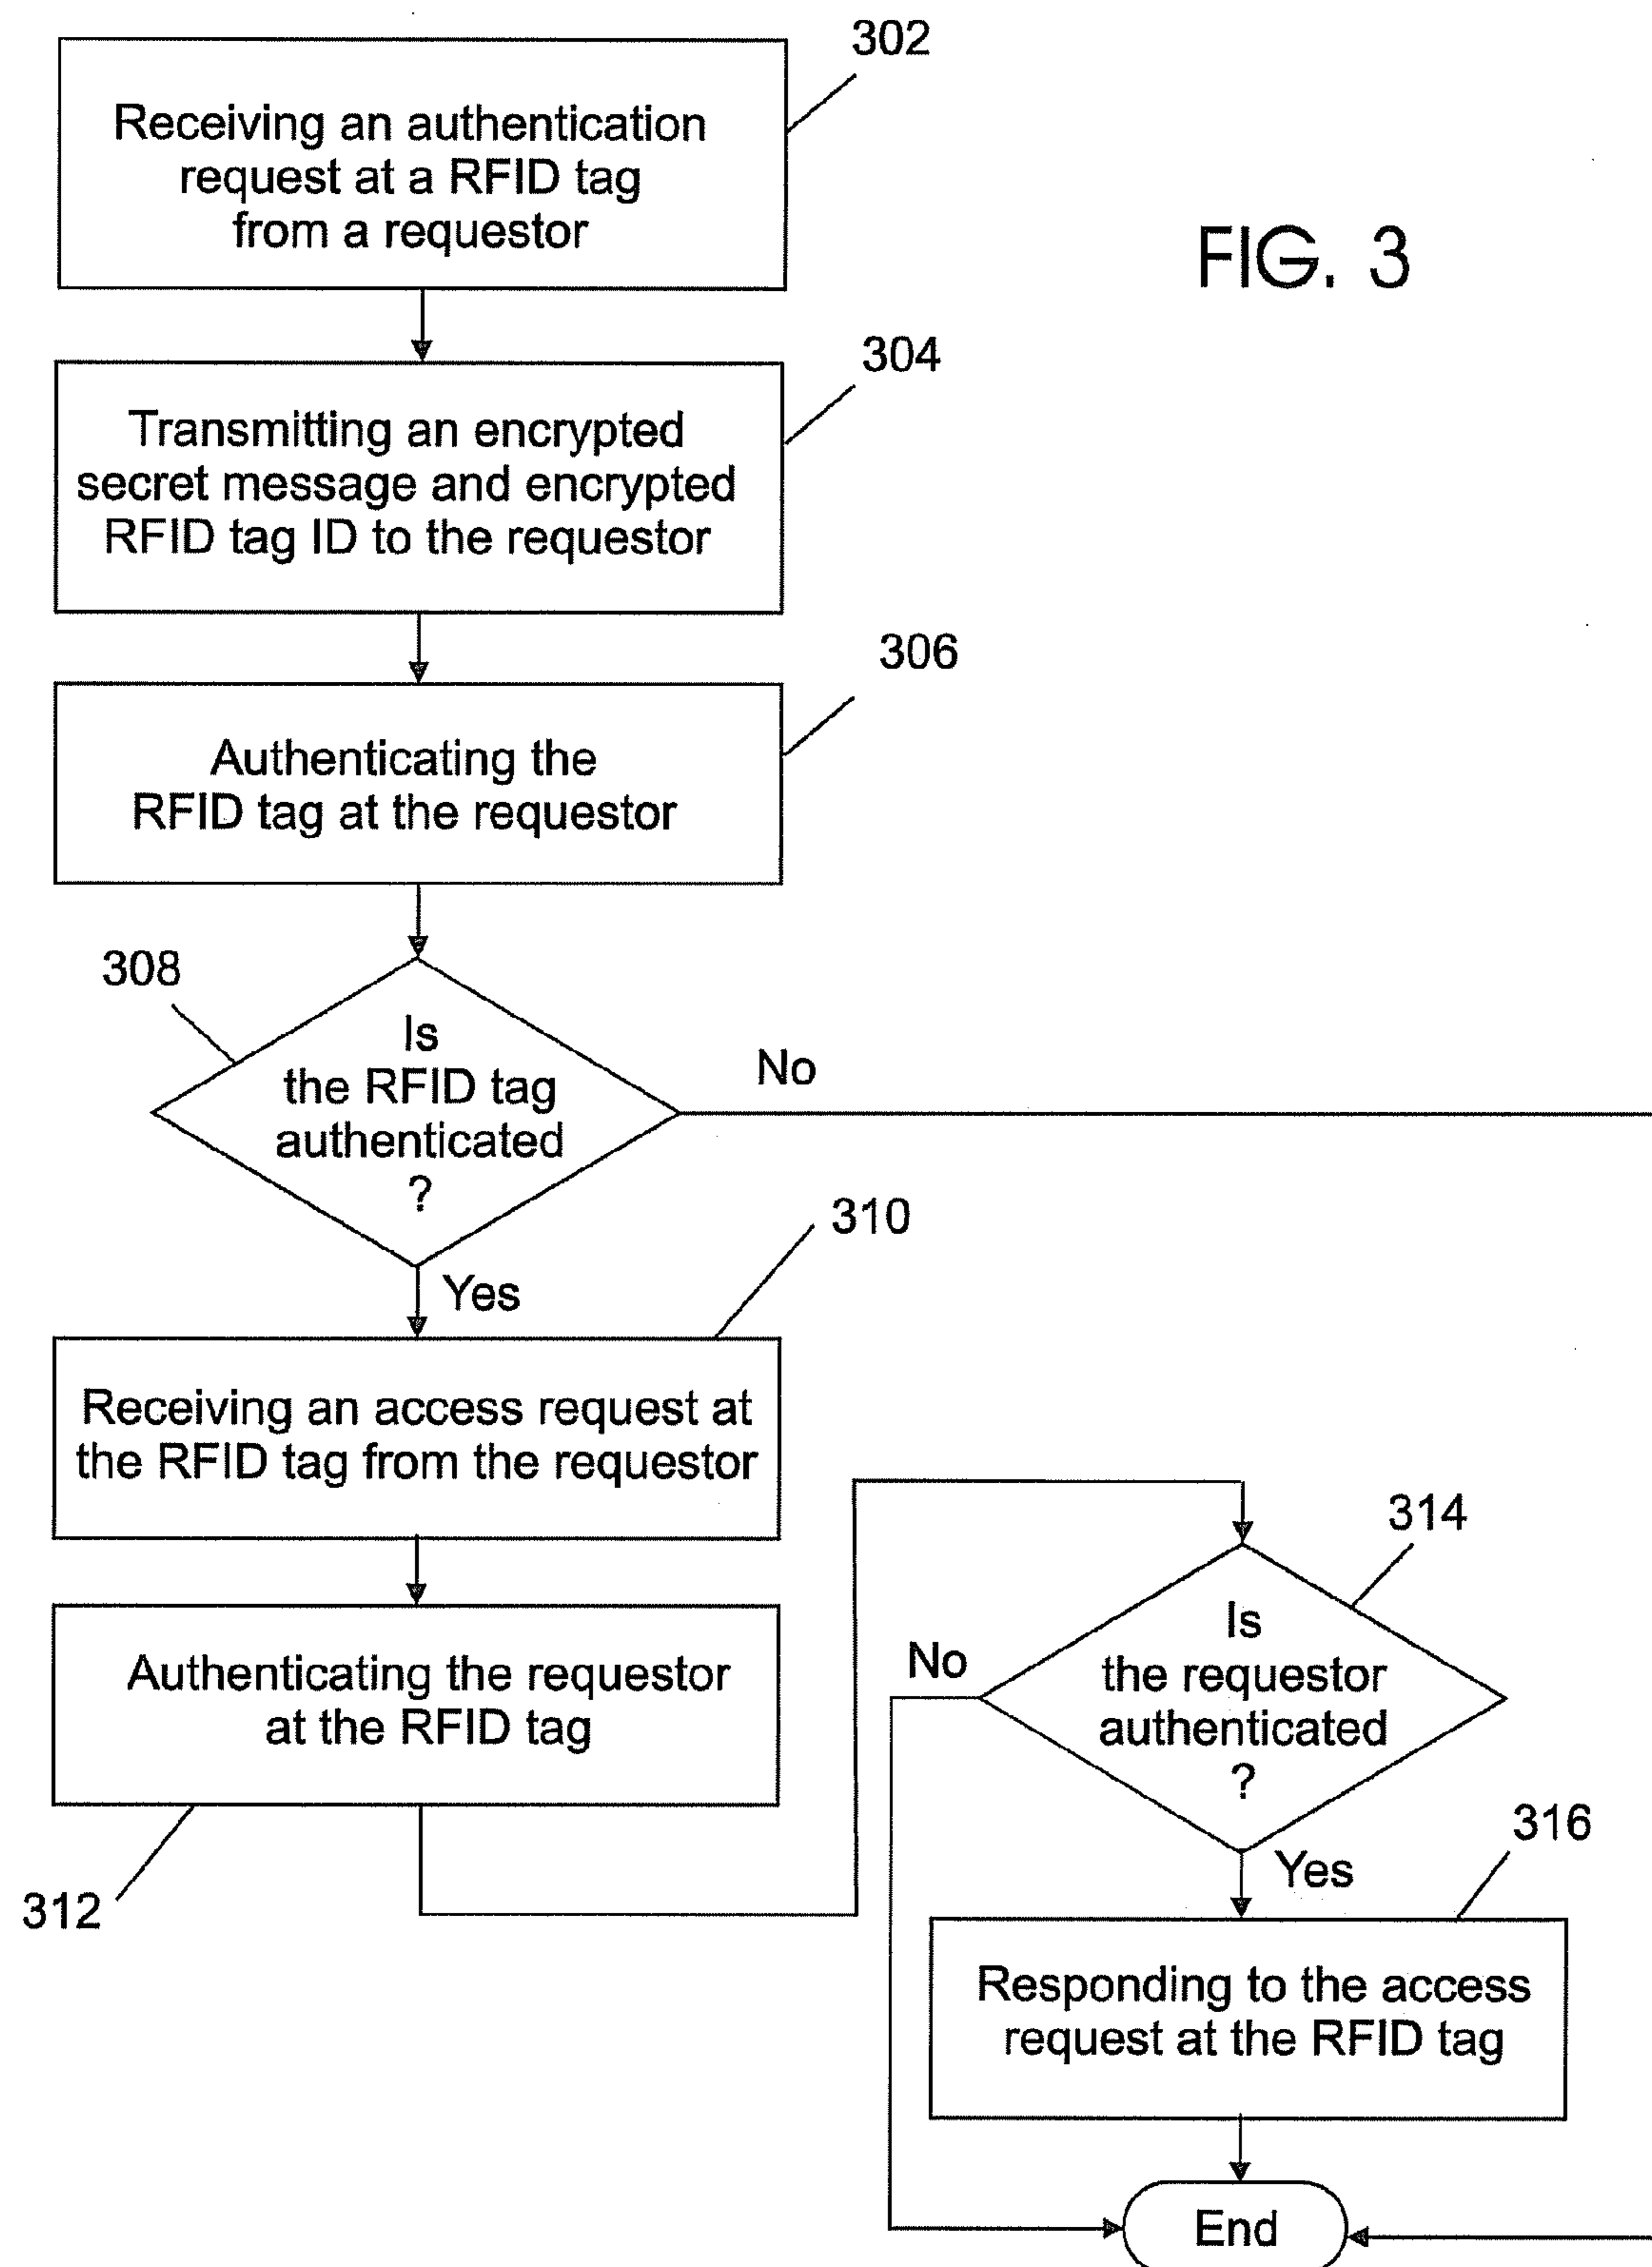 302
Receiving an authentication
request at a RFID tag
from a requestor
FIG. 3
304
Transmitting an encrypted
secret message and encrypted
RFID tag ID to the requestor
306
Authenticating the
RFID tag at the requestor
308
Is
the RFID tag
authenticated
?
No
Yes
310
Receiving an access request at
the RFID tag from the requestor
312
Authenticating the requestor
at the RFID tag
314
Is
the requestor
authenticated
?
No
Yes
316
Responding to the access
request at the RFID tag
End